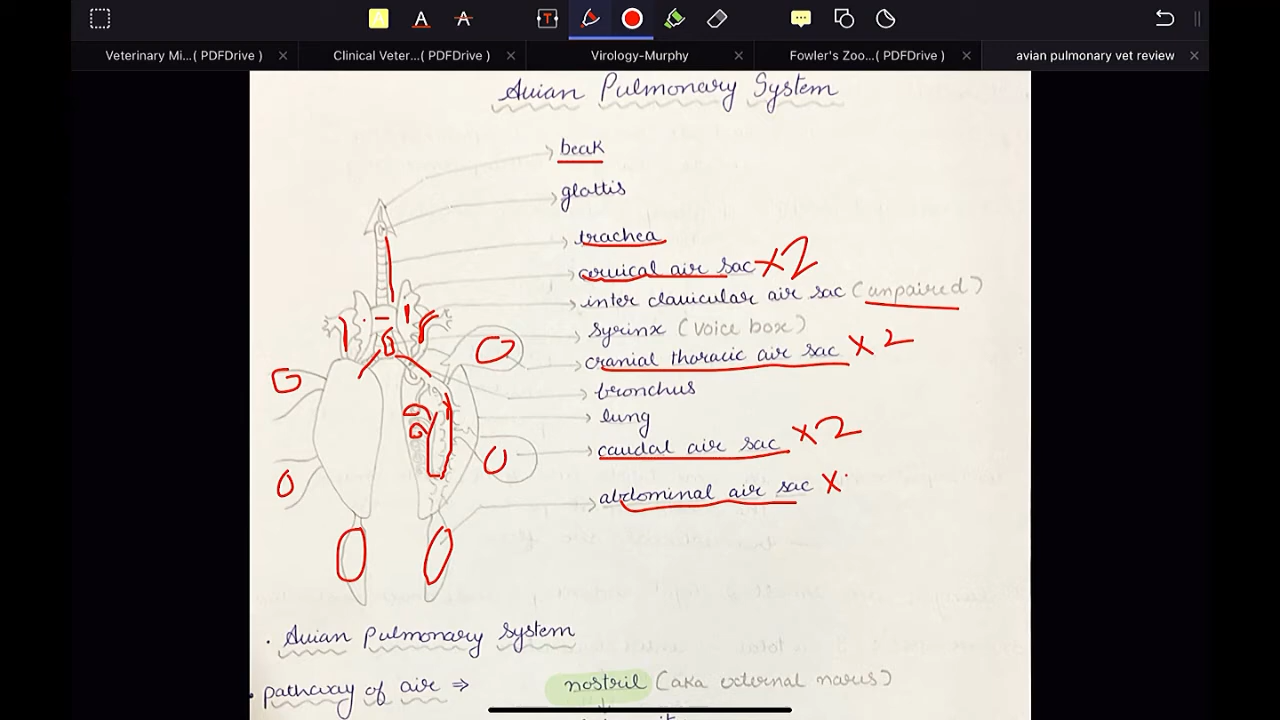 T
A
A
T
Veterinary Mi...( PDFDrive )
Clinical Veter...( PDFDrive )
Virology-Murphy
Fowler's Zoo...( PDFDrive )
avian pulmonary vet review
Avian Pulmonary System
beak
glottis
trachea
cervical air sac x2
inter clavicular air sac (unpaired)
syrinx (voice box)
cranial thoracic air sac x2
bronchus
lung
caudal air sac x2
abdominal air sac x
• Avian Pulmonary System
• pathway of air ⇒ nostril (aka external nares)